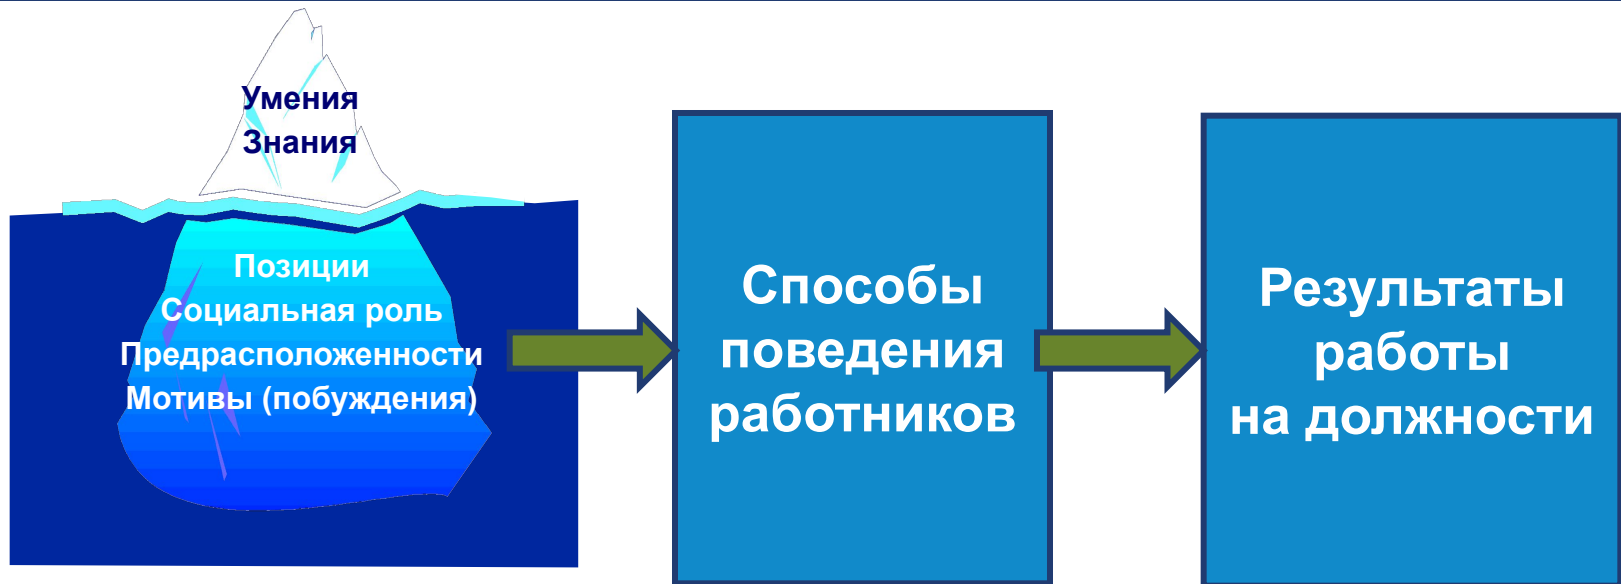 Умения
Знания
Позиции
Социальная роль
Предрасположенности
Мотивы (побуждения)
Способы
поведения
работников
Результаты
работы
на должности